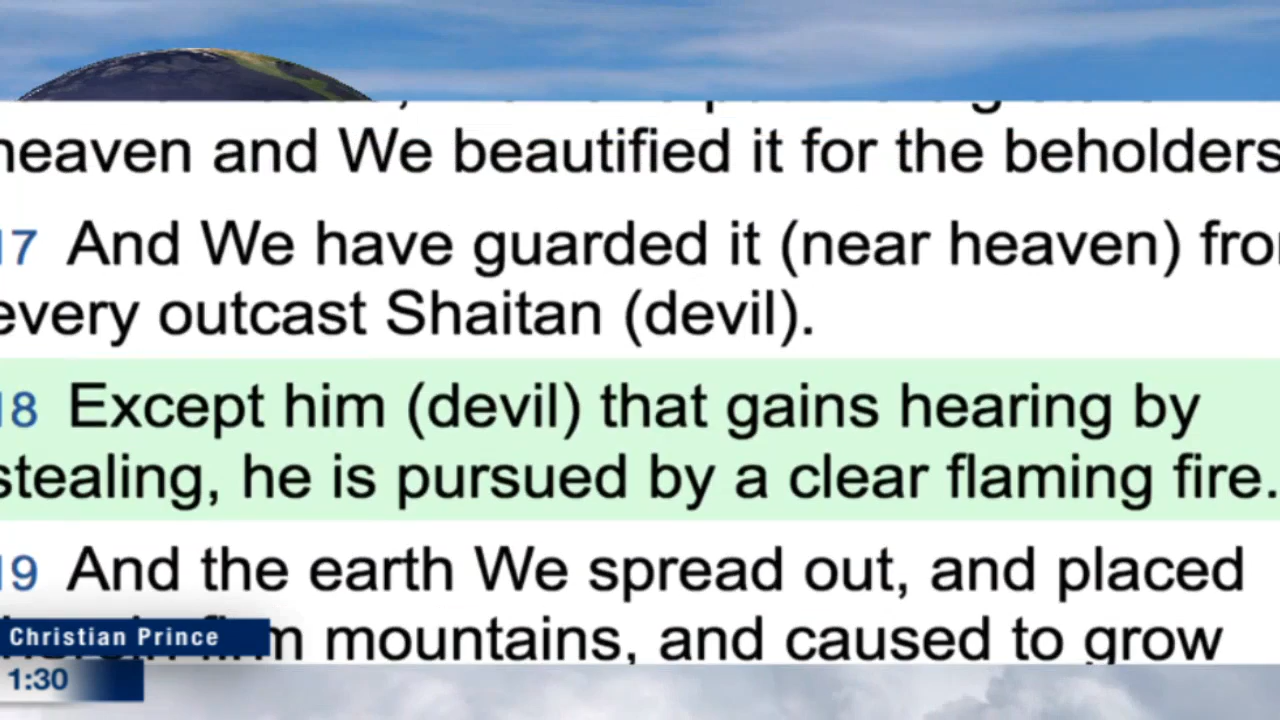 heaven and We beautified it for the beholders
17 And We have guarded it (near heaven)
every outcast Shaitan (devil).
18 Except him (devil) that gains hearing by
stealing, he is pursued by a clear flaming fire.
19 And the earth We spread out, and placed
mountains, and caused to grow
Christian Prince
1:30